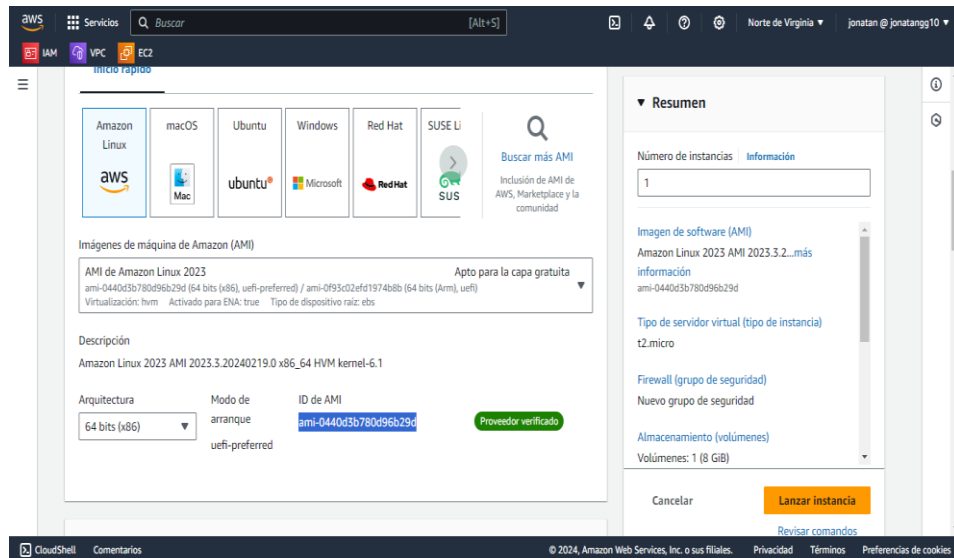 aws
Servicios
Buscar
[Alt+S]
Norte de Virginia ▼
jonatan @ jonatangg10 ▼
IAM
VPC
EC2
Inicio rápido
Amazon
Linux
aws
macOS
Mac
Ubuntu
ubuntu®
Windows
Microsoft
Red Hat
Red Hat
SUSE Li
SUS
Buscar más AMI
Inclusión de AMI de
AWS, Marketplace y la
comunidad
Imágenes de máquina de Amazon (AMI)
AMI de Amazon Linux 2023
Apto para la capa gratuita
ami-0440d3b780d96b29d (64 bits (x86), uefi-preferred) / ami-0f93c02efd1974b8b (64 bits (Arm), uefi)
Virtualización: hvm Activado para ENA: true Tipo de dispositivo raíz: ebs
Descripción
Amazon Linux 2023 AMI 2023.3.20240219.0 x86_64 HVM kernel-6.1
Arquitectura
64 bits (x86)
Modo de
arranque
uefi-preferred
ID de AMI
ami-0440d3b780d96b29d
Proveedor verificado
▼ Resumen
Número de instancias
Información
1
Imagen de software (AMI)
Amazon Linux 2023 AMI 2023.3.2...más
información
ami-0440d3b780d96b29d
Tipo de servidor virtual (tipo de instancia)
t2.micro
Firewall (grupo de seguridad)
Nuevo grupo de seguridad
Almacenamiento (volúmenes)
Volúmenes: 1 (8 GiB)
Cancelar
Lanzar instancia
Revisar comandos
CloudShell
Comentarios
© 2024, Amazon Web Services, Inc. o sus filiales.
Privacidad
Términos
Preferencias de cookies